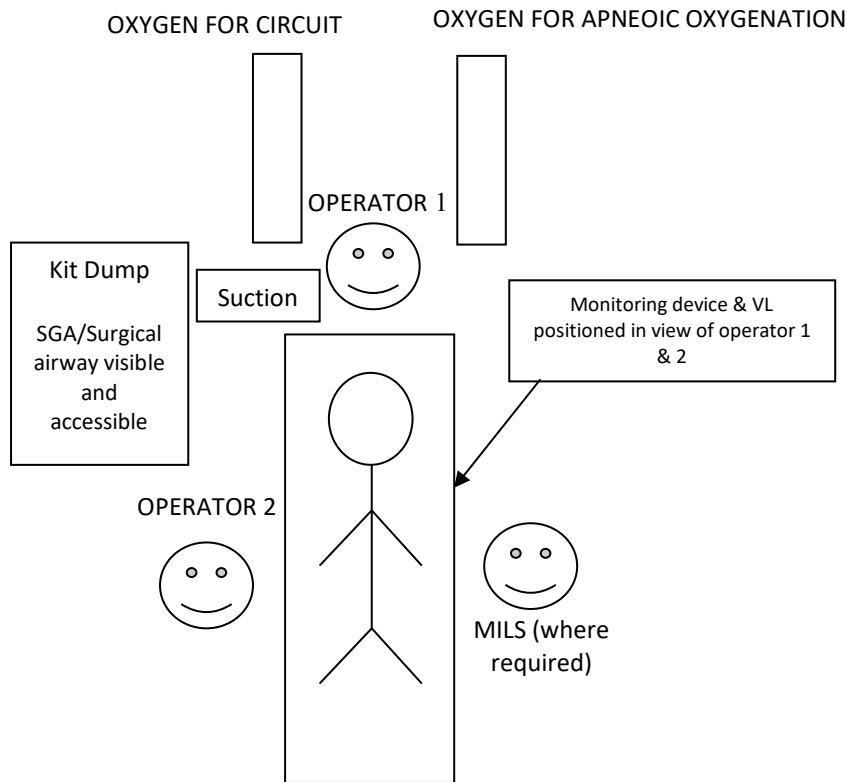 OXYGEN FOR CIRCUIT
OXYGEN FOR APNEOIC OXYGENATION
OPERATOR 1
Kit Dump
SGA/Surgical
airway visible
and
accessible
Suction
Monitoring device & VL
positioned in view of operator 1
& 2
OPERATOR 2
MILS (where
required)